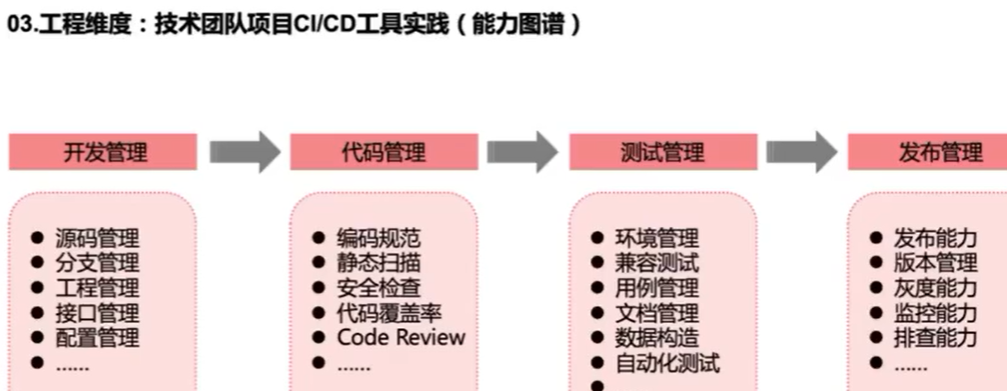 03.工程维度：技术团队项目CI/CD工具实践（能力图谱）
开发管理
代码管理
测试管理
发布管理
● 源码管理
● 分支管理
● 工程管理
● 接口管理
● 配置管理
● ……
● 编码规范
● 静态扫描
● 安全检查
● 代码覆盖率
● Code Review
● ……
● 环境管理
● 兼容测试
● 用例管理
● 文档管理
● 数据构造
● 自动化测试
●
● 发布能力
● 版本管理
● 灰度能力
● 监控能力
● 排查能力
● ……